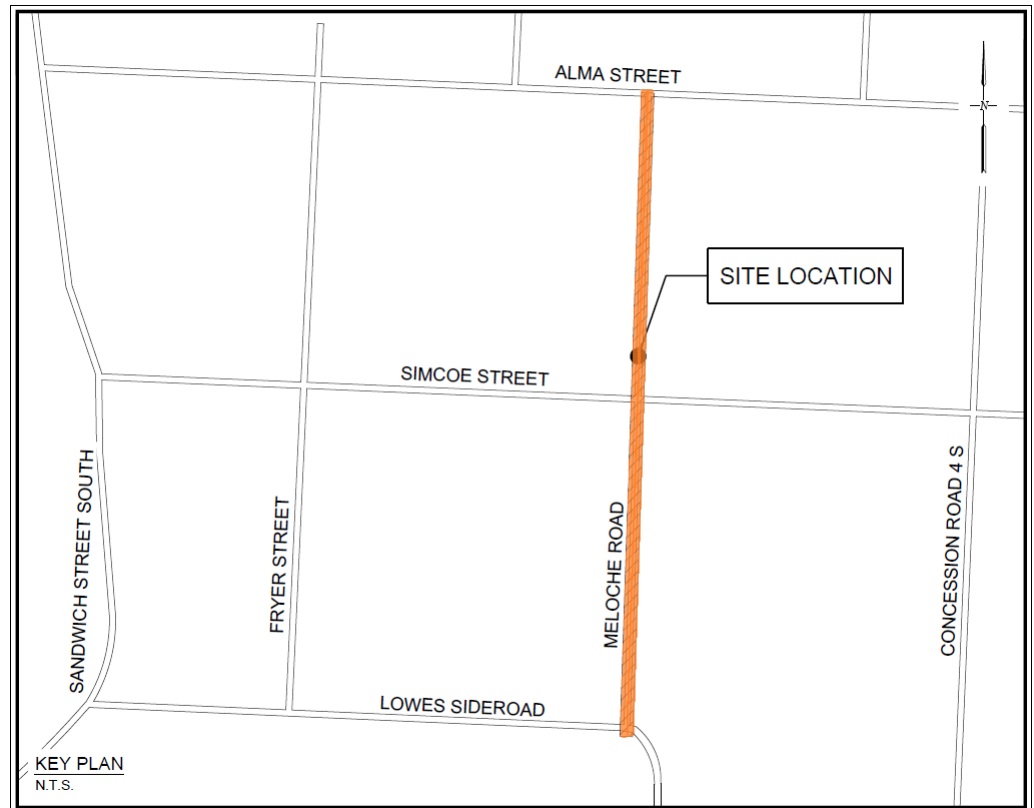 ALMA STREET
N
SITE LOCATION
SIMCOE STREET
SANDWICH STREET SOUTH
FRYER STREET
MELOCHE ROAD
CONCESSION ROAD 4 S
LOWES SIDEROAD
KEY PLAN
N.T.S.